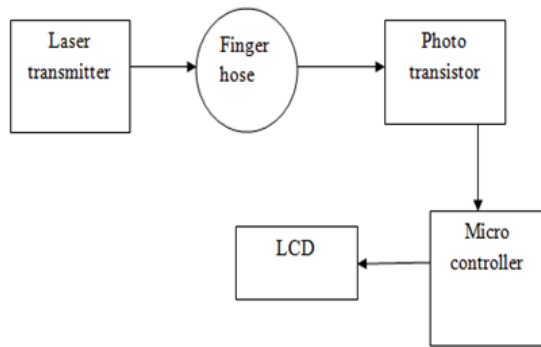 Laser
transmitter
Finger
hose
Photo
transistor
LCD
Micro
controller